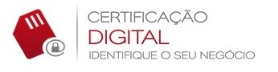 CERTIFICAÇÃO
DIGITAL
IDENTIFIQUE O SEU NEGÓCIO